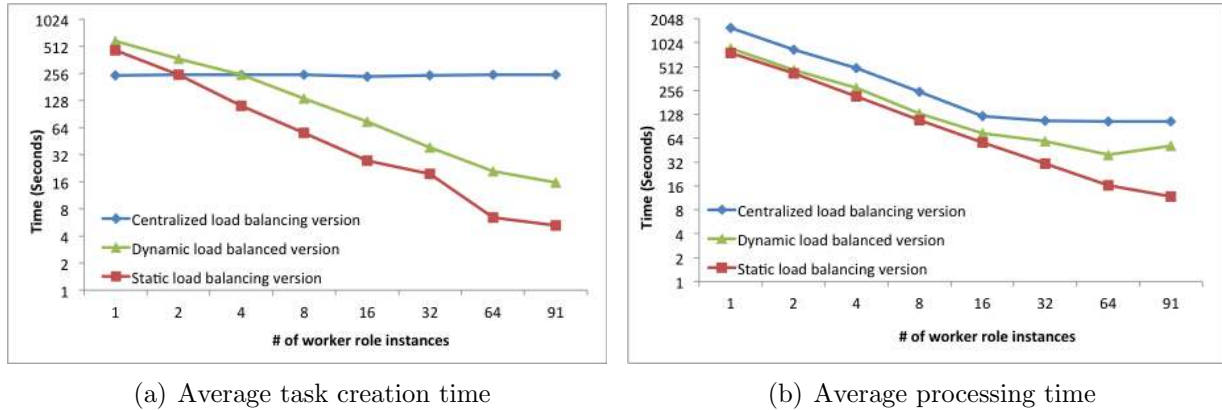 1024
512
256
128
64
32
16
8
4
2
1
Time (Seconds)
Centralized load balancing version
Dynamic load balanced version
Static load balancing version
1 2 4 8 16 32 64 91
# of worker role instances
(a) Average task creation time
2048
1024
512
256
128
64
32
16
8
4
2
1
Time (Seconds)
Centralized load balancing version
Dynamic load balanced version
Static load balancing version
1 2 4 8 16 32 64 91
# of worker role instances
(b) Average processing time